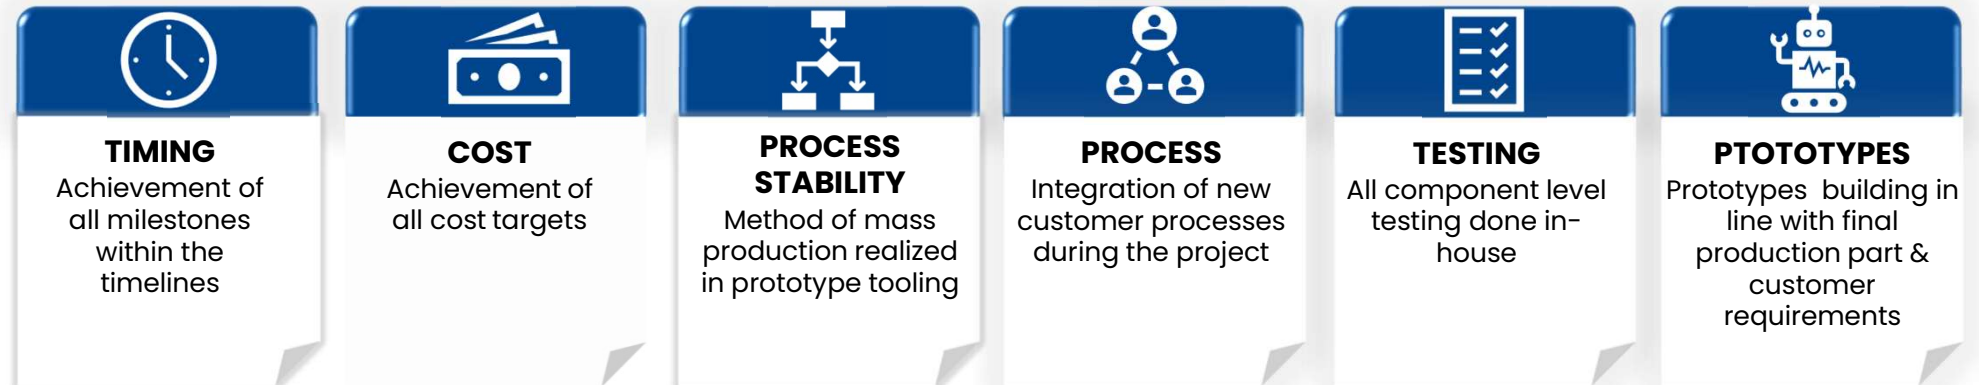 TIMING
Achievement of
all milestones
within the
timelines
COST
Achievement of
all cost targets
PROCESS
STABILITY
Method of mass
production realized
in prototype tooling
PROCESS
Integration of new
customer processes
during the project
TESTING
All component level
testing done in-
house
PTOTOTYPES
Prototypes building in
line with final
production part &
customer
requirements